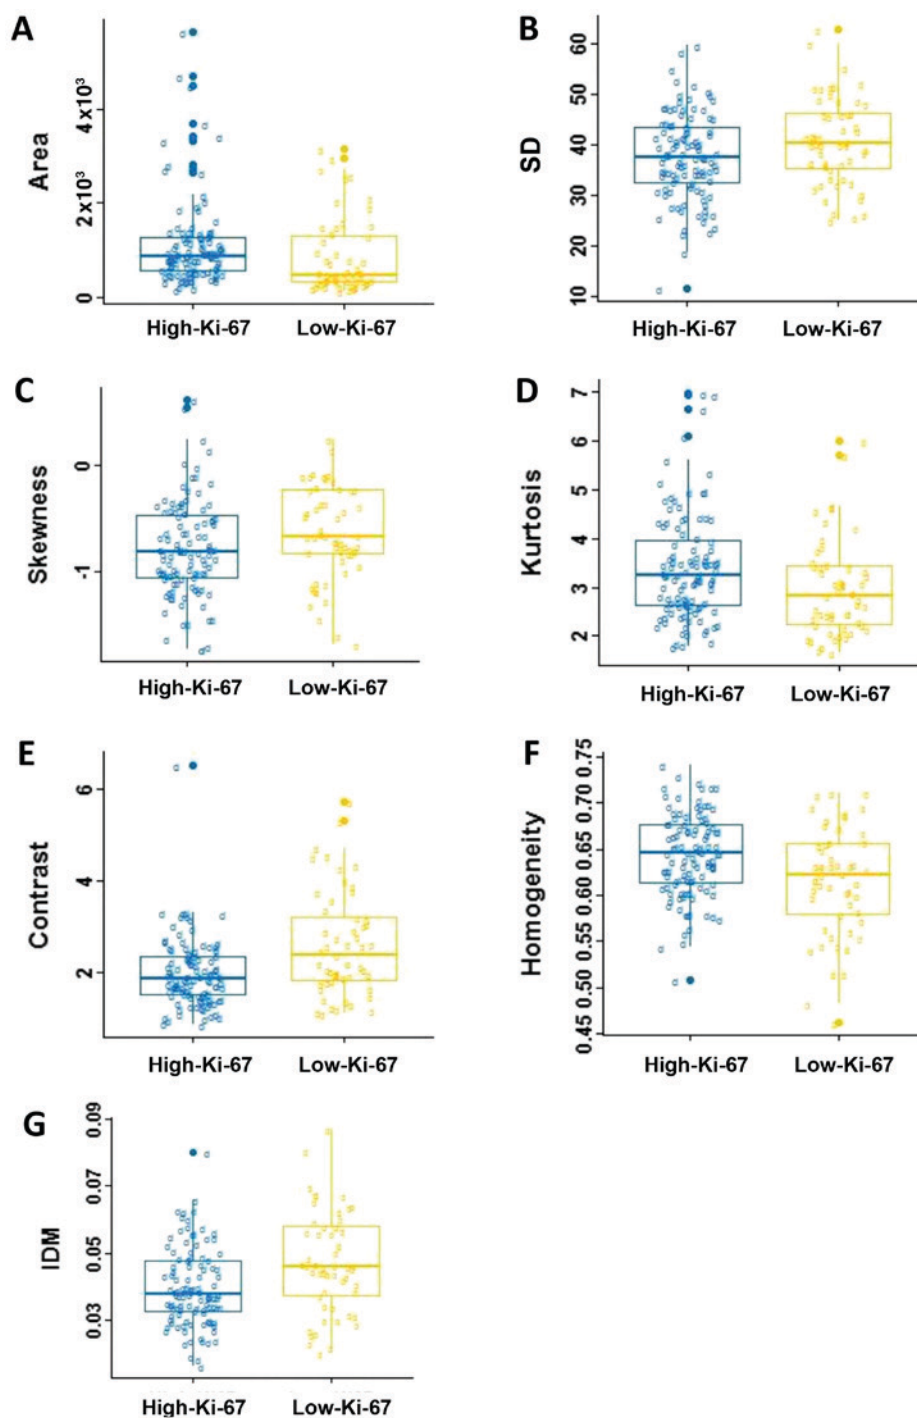 A
Area
4x10³
2x10³
0
High-Ki-67 Low-Ki-67
B
SD
60
50
40
30
20
10
High-Ki-67 Low-Ki-67
C
Skewness
0
-1
High-Ki-67 Low-Ki-67
D
Kurtosis
7
6
5
4
3
2
High-Ki-67 Low-Ki-67
E
Contrast
6
4
2
High-Ki-67 Low-Ki-67
F
Homogeneity
0.75
0.70
0.65
0.60
0.55
0.50
0.45
High-Ki-67 Low-Ki-67
G
IDM
0.09
0.07
0.05
0.03
High-Ki-67 Low-Ki-67